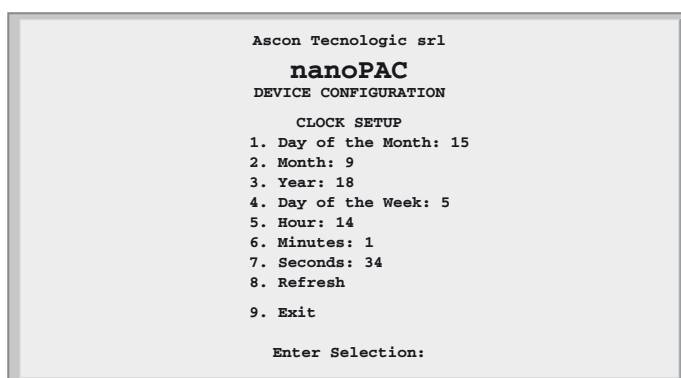 Ascon Tecnologic srl
nanoPAC
DEVICE CONFIGURATION
CLOCK SETUP
1. Day of the Month: 15
2. Month: 9
3. Year: 18
4. Day of the Week: 5
5. Hour: 14
6. Minutes: 1
7. Seconds: 34
8. Refresh
9. Exit
Enter Selection: